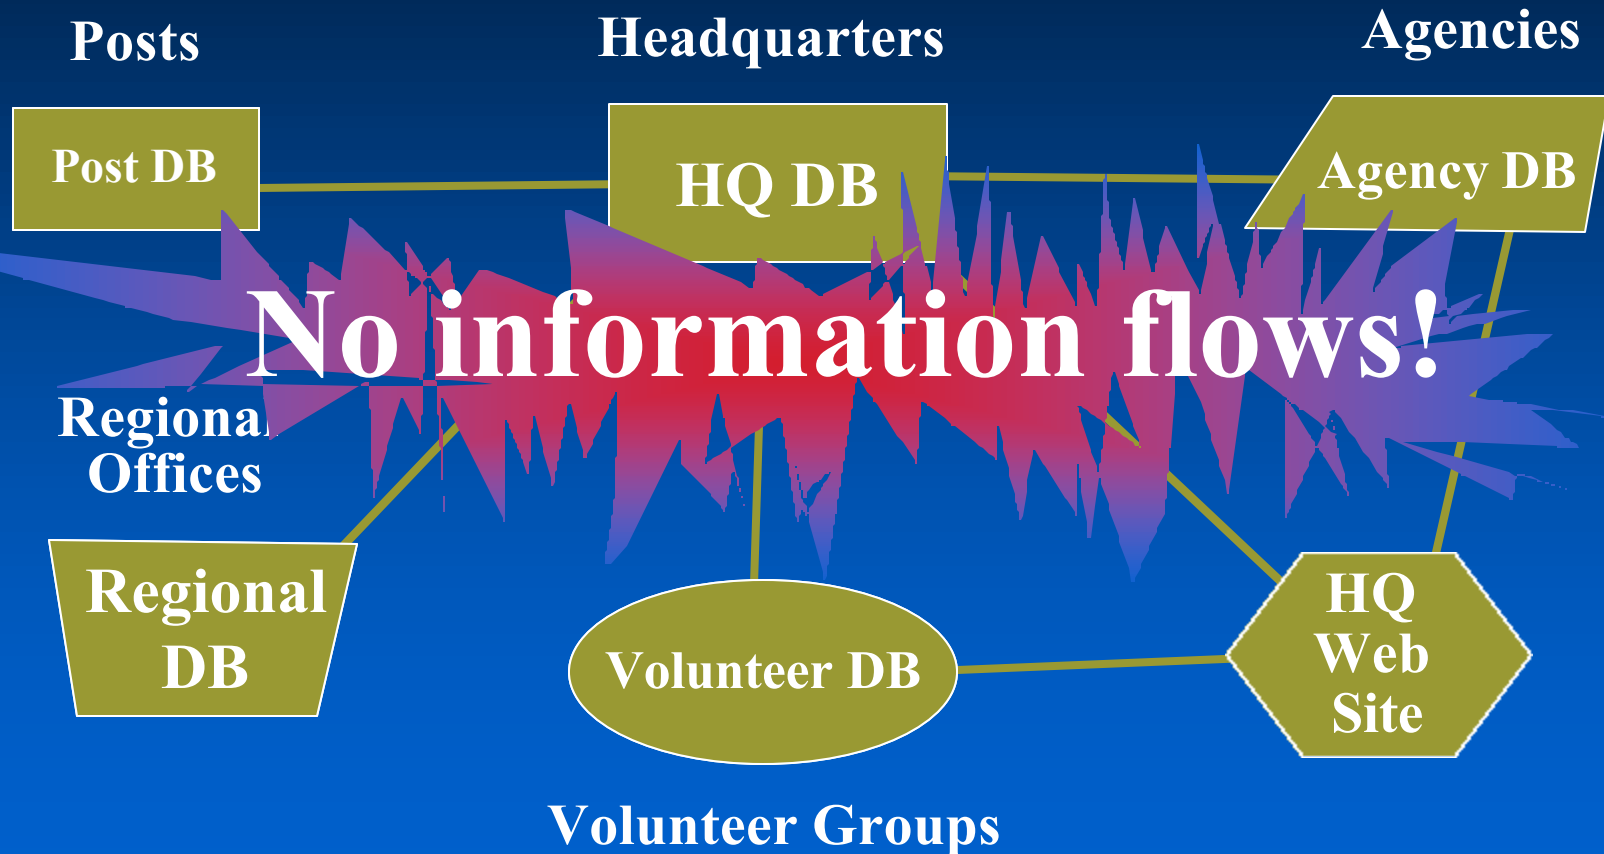 Posts
Headquarters
Agencies
Post DB
HQ DB
Agency DB
No information flows!
Regional
Offices
Regional
DB
Volunteer DB
HQ
Web
Site
Volunteer Groups